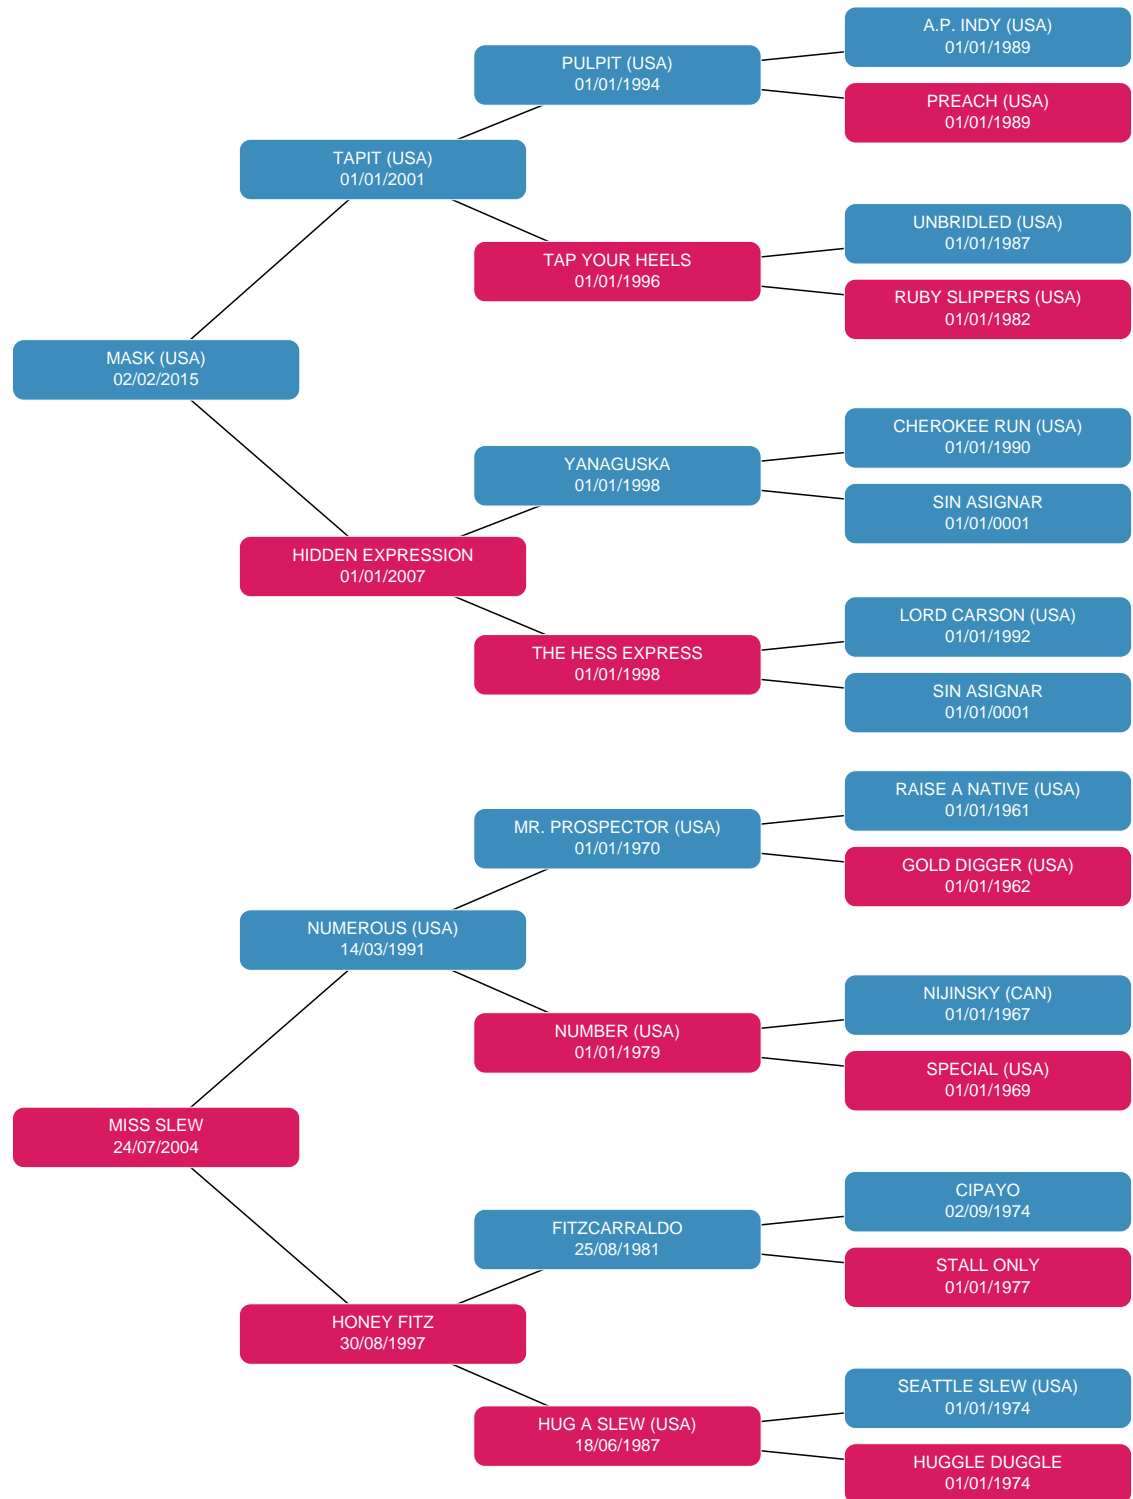 A.P. INDY (USA)
01/01/1989
PULPIT (USA)
01/01/1994
PREACH (USA)
01/01/1989
TAPIT (USA)
01/01/2001
UNBRIDLED (USA)
01/01/1987
TAP YOUR HEELS
01/01/1996
RUBY SLIPPERS (USA)
01/01/1982
MASK (USA)
02/02/2015
CHEROKEE RUN (USA)
01/01/1990
YANAGUSKA
01/01/1998
SIN ASIGNAR
01/01/0001
HIDDEN EXPRESSION
01/01/2007
LORD CARSON (USA)
01/01/1992
THE HESS EXPRESS
01/01/1998
SIN ASIGNAR
01/01/0001
RAISE A NATIVE (USA)
01/01/1961
MR. PROSPECTOR (USA)
01/01/1970
GOLD DIGGER (USA)
01/01/1962
NUMEROUS (USA)
14/03/1991
NIJINSKY (CAN)
01/01/1967
NUMBER (USA)
01/01/1979
SPECIAL (USA)
01/01/1969
MISS SLEW
24/07/2004
CIPAYO
02/09/1974
FITZCARRALDO
25/08/1981
STALL ONLY
01/01/1977
HONEY FITZ
30/08/1997
SEATTLE SLEW (USA)
01/01/1974
HUG A SLEW (USA)
18/06/1987
HUGGLE DUGGLE
01/01/1974